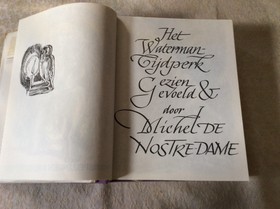 Het
Waterman
Tijdperk
Gezien
Gevoeld &
door
Michel DE
NOSTREDAME